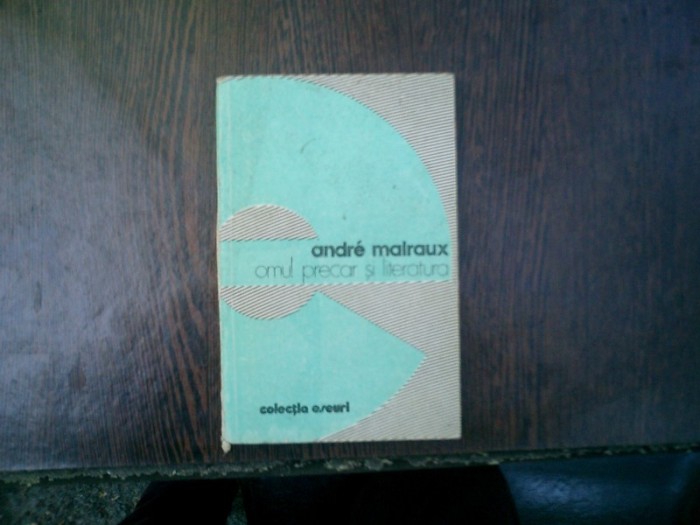 andré malraux
omul precar și literatura
colecția eseuri